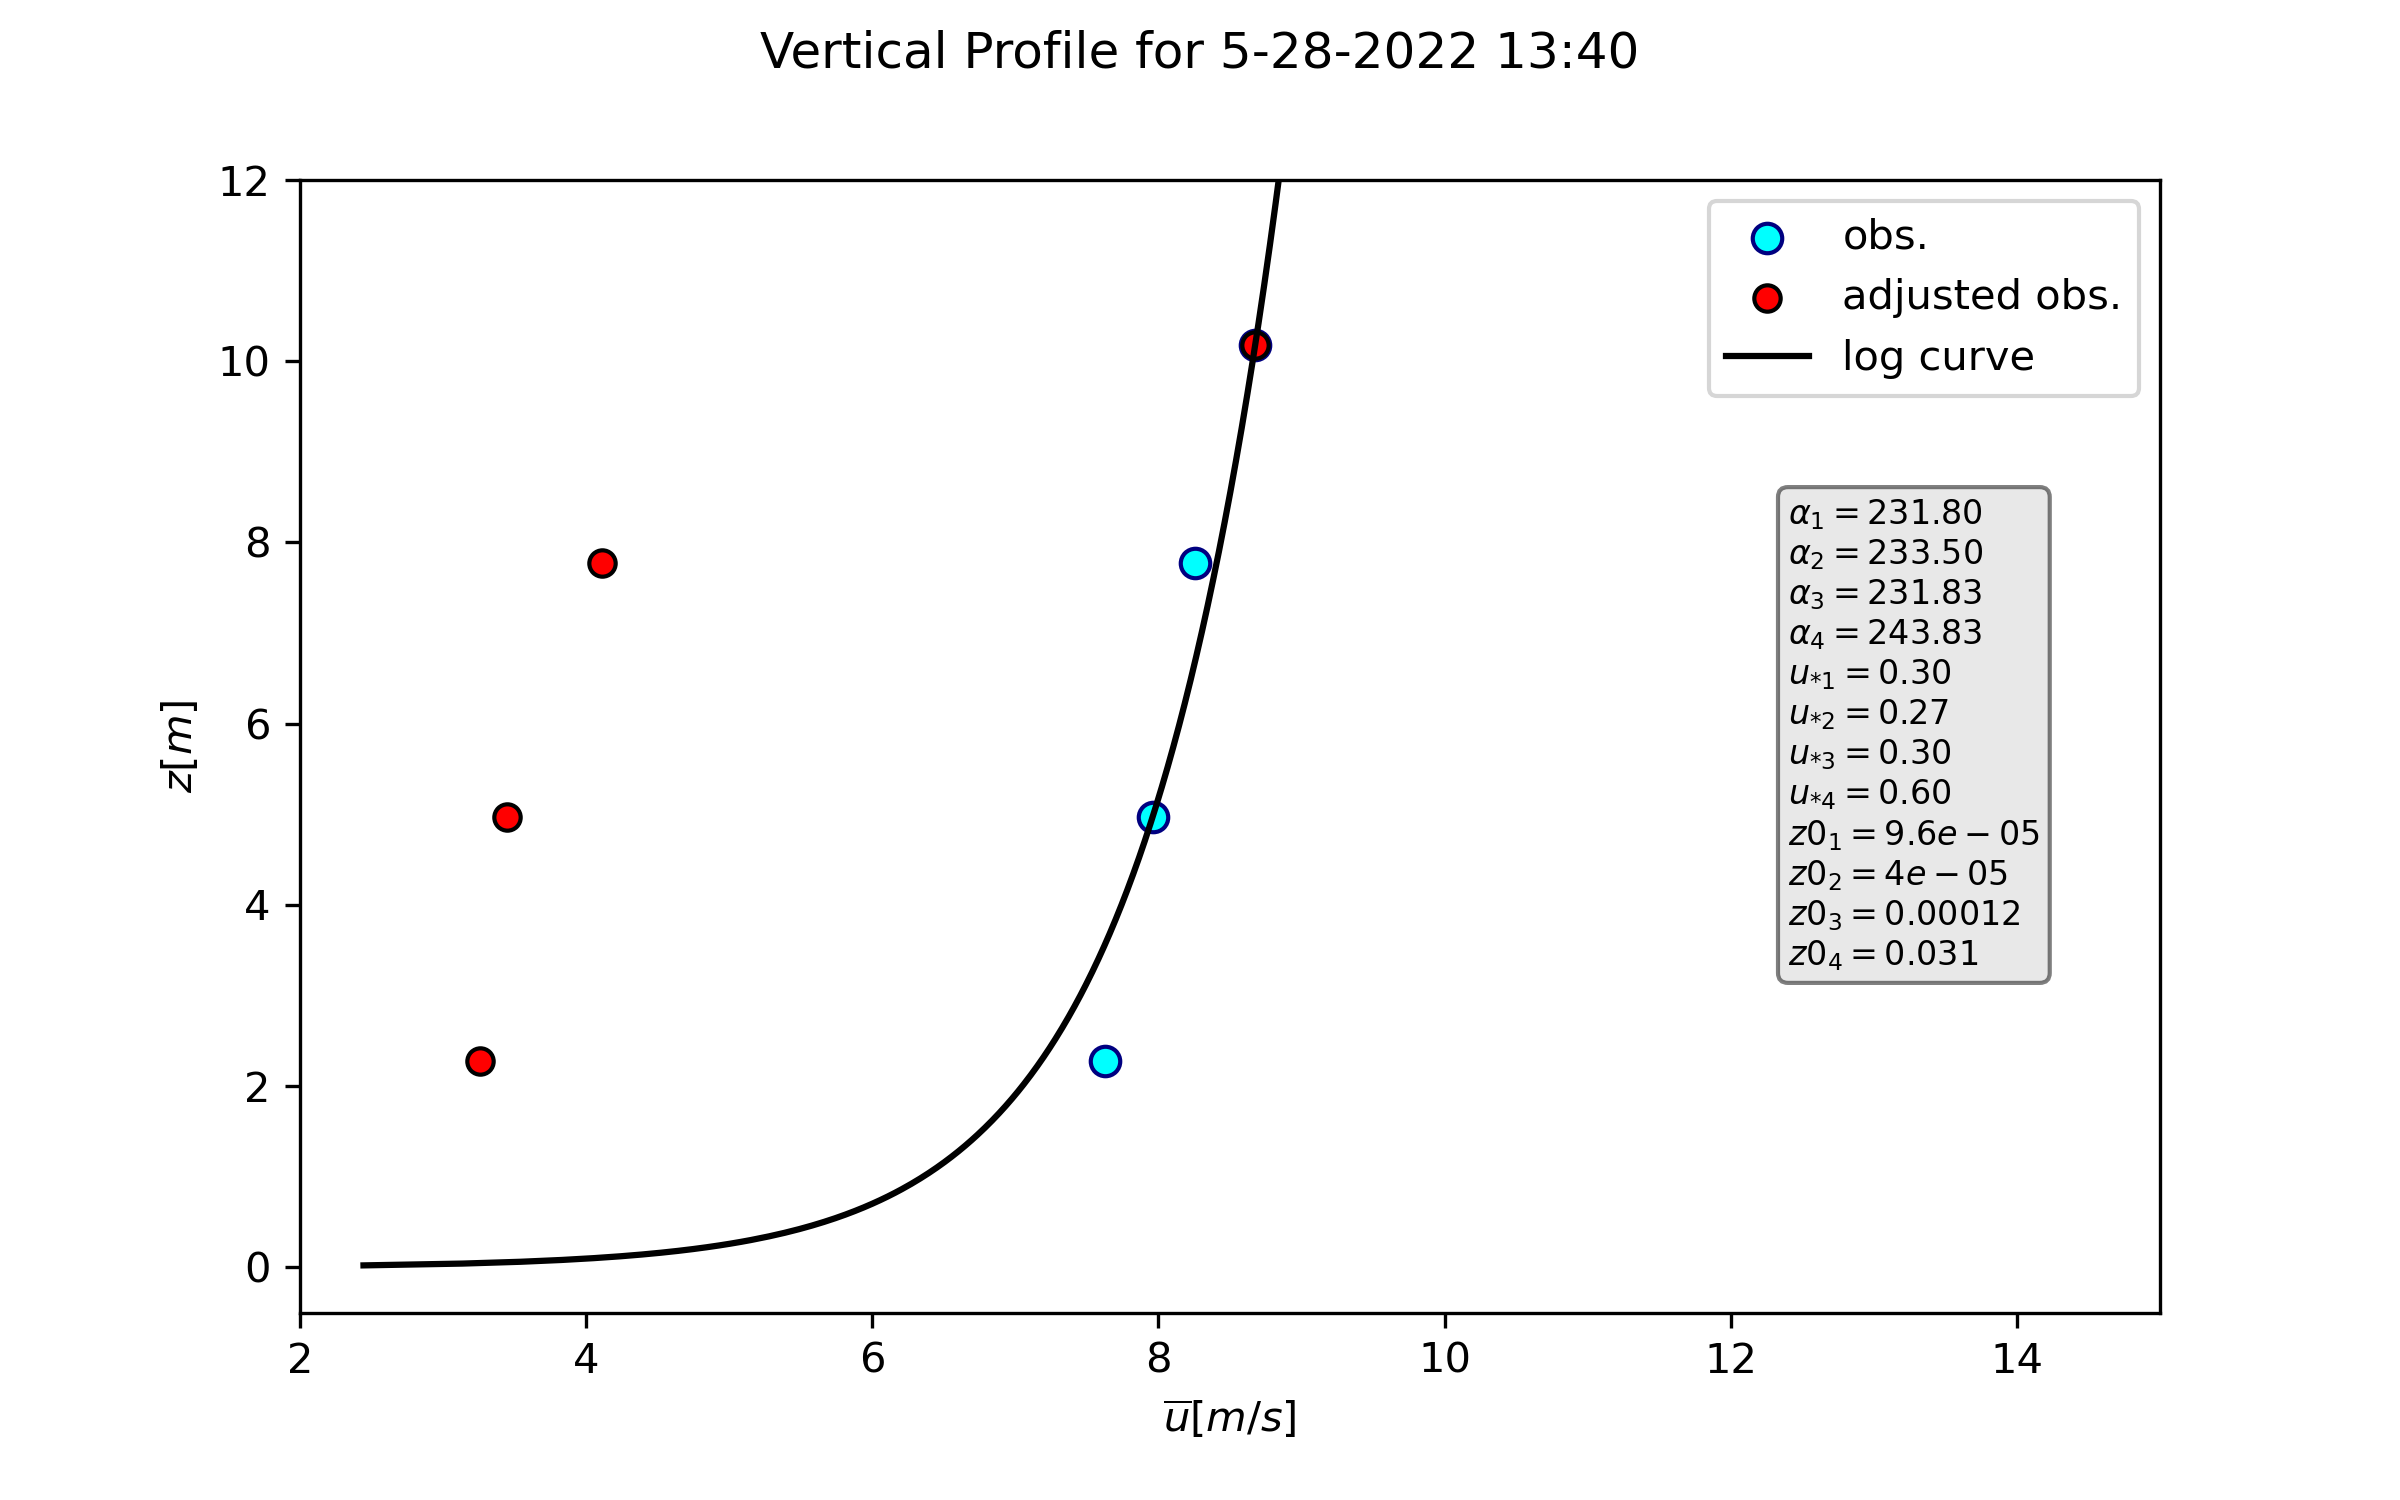 Vertical Profile for 5-28-2022 13:40
12
10
8
6
4
2
0
z[m]
2 4 6 8 10 12 14
u̅[m/s]
obs.
adjusted obs.
log curve
α₁ = 231.80
α₂ = 233.50
α₃ = 231.83
α₄ = 243.83
u*₁ = 0.30
u*₂ = 0.27
u*₃ = 0.30
u*₄ = 0.60
z0₁ = 9.6e − 05
z0₂ = 4e − 05
z0₃ = 0.00012
z0₄ = 0.031